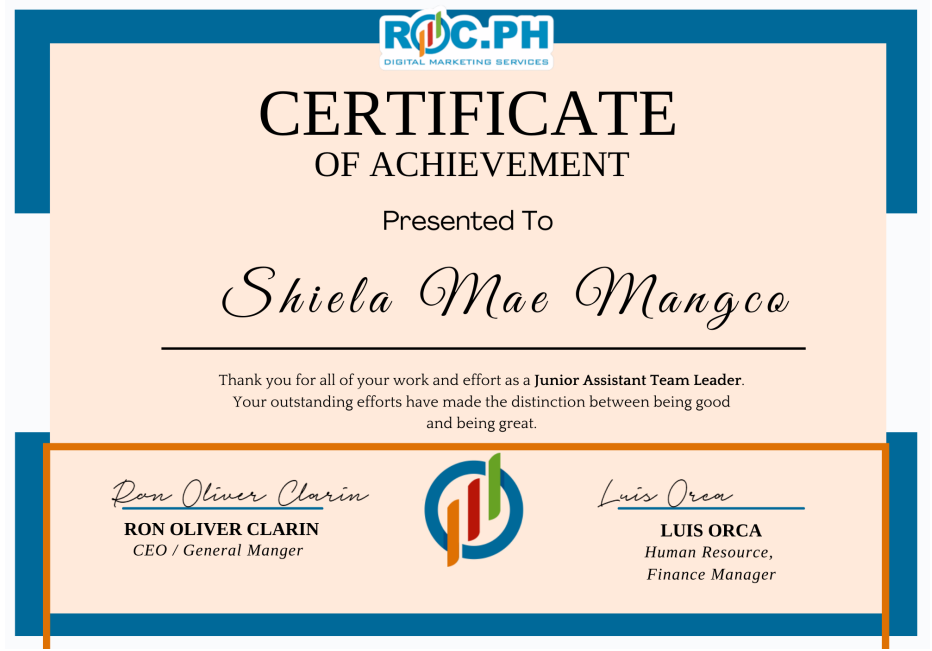 ROC.PH
DIGITAL MARKETING SERVICES
CERTIFICATE
OF ACHIEVEMENT
Presented To
Shiela Mae Mangco
Thank you for all of your work and effort as a Junior Assistant Team Leader.
Your outstanding efforts have made the distinction between being good
and being great.
Ron Oliver Clarin
RON OLIVER CLARIN
CEO / General Manger
Luis Orca
LUIS ORCA
Human Resource,
Finance Manager